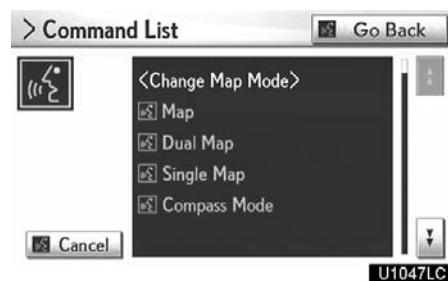 > Command List
Go Back
<Change Map Mode>
Map
Dual Map
Single Map
Compass Mode
Cancel
U1047LC